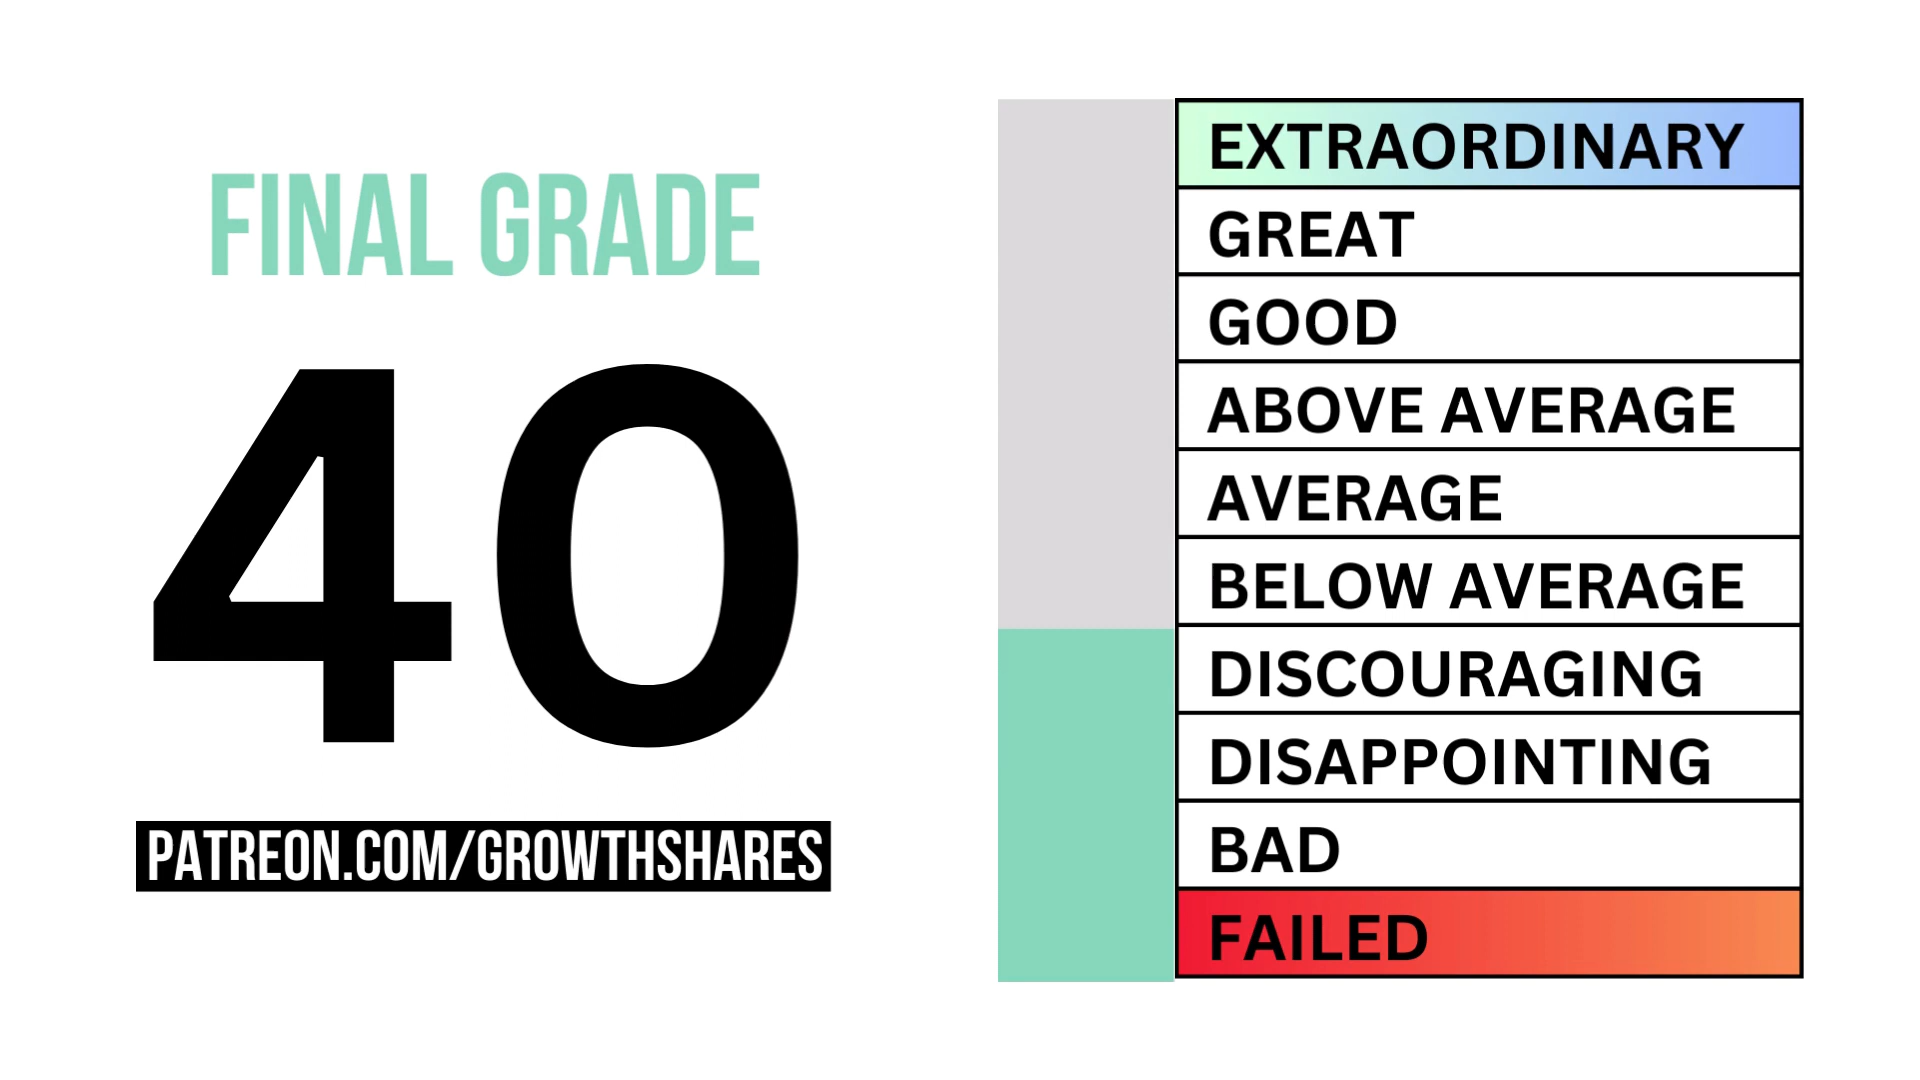 FINAL GRADE
40
PATREON.COM/GROWTHSHARES
EXTRAORDINARY
GREAT
GOOD
ABOVE AVERAGE
AVERAGE
BELOW AVERAGE
DISCOURAGING
DISAPPOINTING
BAD
FAILED